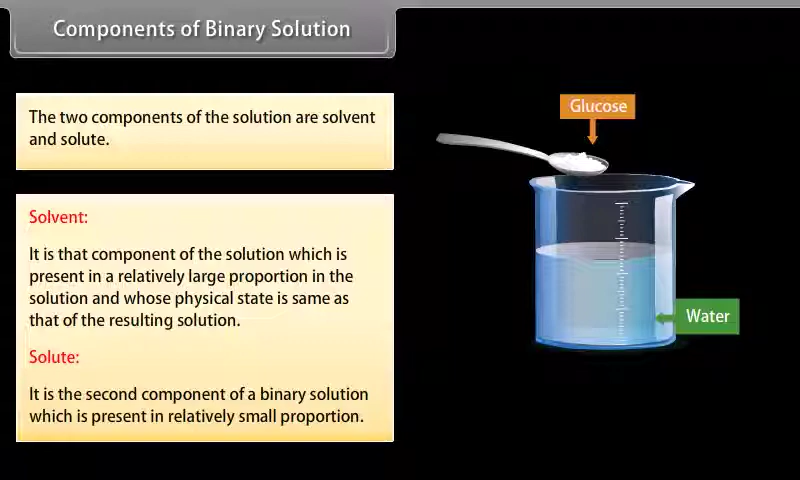 Components of Binary Solution
The two components of the solution are solvent
and solute.
Solvent:
It is that component of the solution which is
present in a relatively large proportion in the
solution and whose physical state is same as
that of the resulting solution.
Solute:
It is the second component of a binary solution
which is present in relatively small proportion.
Glucose
Water